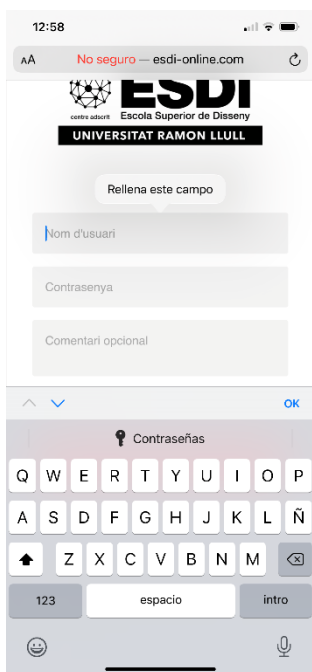 12:58
AA No seguro — esdi-online.com
ESDI
centre adscrit Escola Superior de Disseny
UNIVERSITAT RAMON LLULL
Rellena este campo
Nom d'usuari
Contrasenya
Comentari opcional
OK
Contraseñas
Q W E R T Y U I O P
A S D F G H J K L Ñ
Z X C V B N M
123 espacio intro